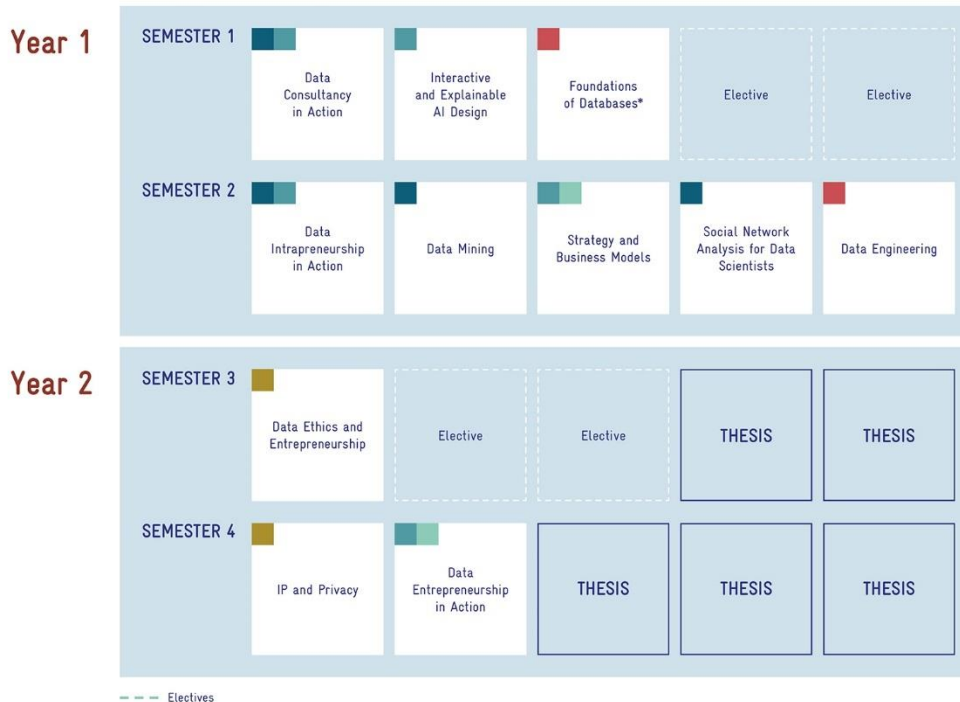 Year 1
SEMESTER 1
Data
Consultancy
in Action
Interactive
and Explainable
AI Design
Foundations
of Databases*
Elective
Elective
SEMESTER 2
Data
Intrapreneurship
in Action
Data Mining
Strategy and
Business Models
Social Network
Analysis for Data
Scientists
Data Engineering
Year 2
SEMESTER 3
Data Ethics and
Entrepreneurship
Elective
Elective
THESIS
THESIS
SEMESTER 4
IP and Privacy
Data
Entrepreneurship
in Action
THESIS
THESIS
THESIS
Electives